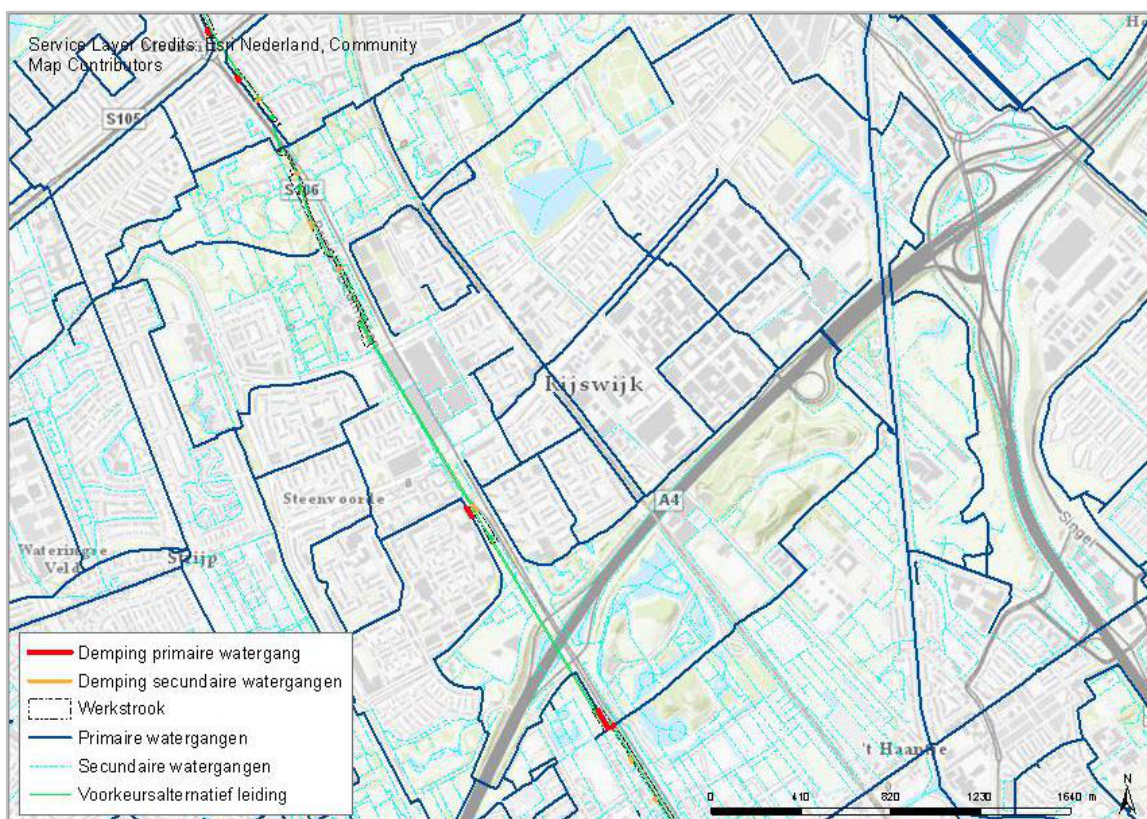 Service Layer Credits: Esri Nederland, Community
Map Contributors
S105
S106
Rijswijk
A4
Steenvoorde
Wateringse
Veld
Strijp
Singel
't Haantje
Demping primaire watergang
Demping secundaire watergangen
Werkstrook
Primaire watergangen
Secundaire watergangen
Voorkeursalternatief leiding
0 410 820 1230 1640 m
N